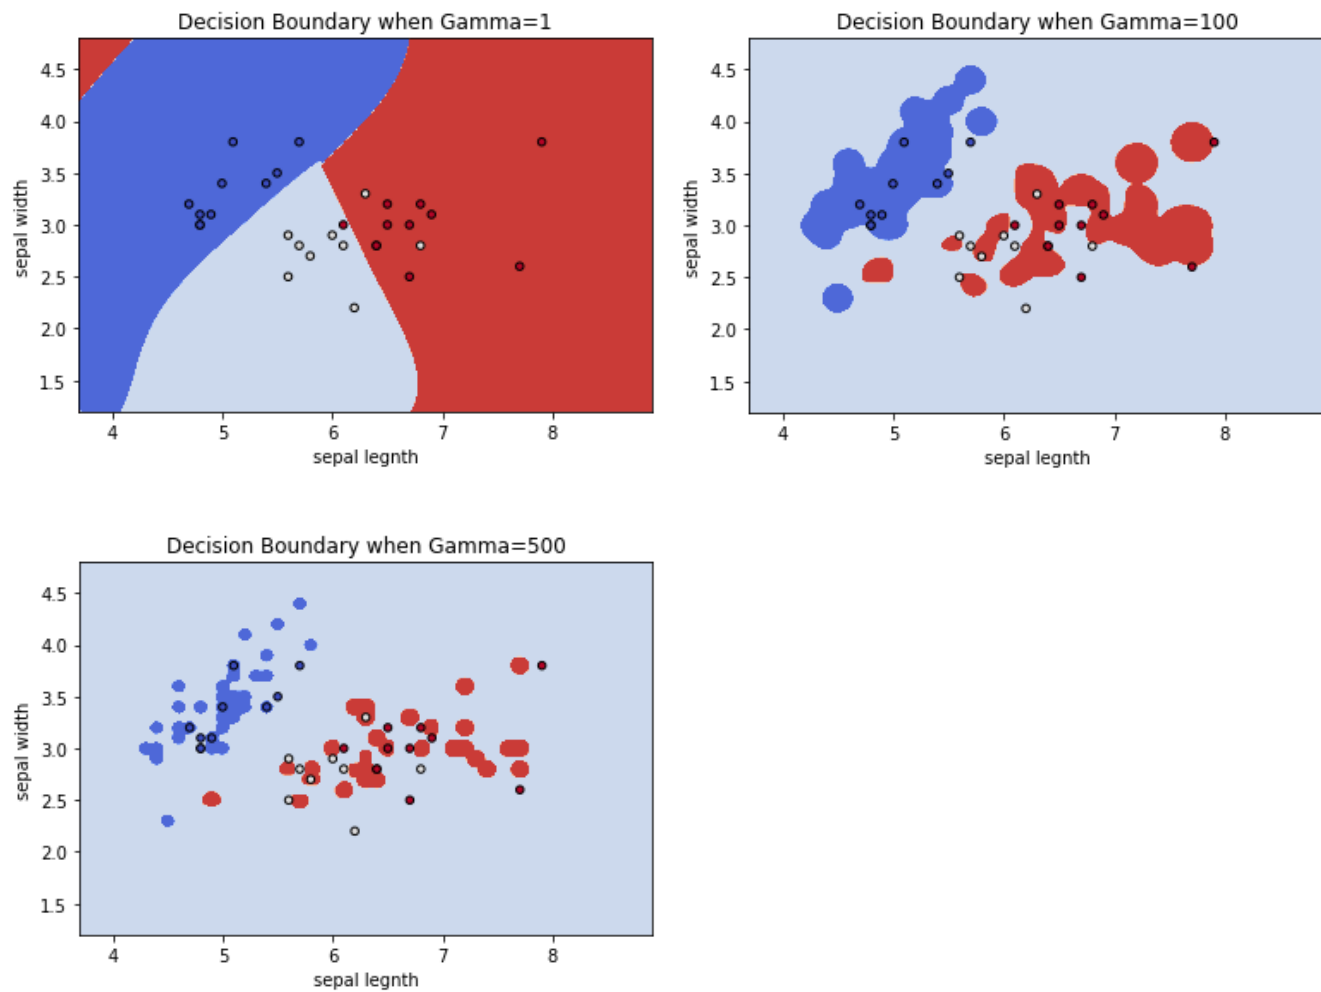 Decision Boundary when Gamma=1
4.5
4.0
3.5
3.0
2.5
2.0
1.5
sepal width
4 5 6 7 8
sepal legnth
Decision Boundary when Gamma=100
4.5
4.0
3.5
3.0
2.5
2.0
1.5
sepal width
4 5 6 7 8
sepal legnth
Decision Boundary when Gamma=500
4.5
4.0
3.5
3.0
2.5
2.0
1.5
sepal width
4 5 6 7 8
sepal legnth